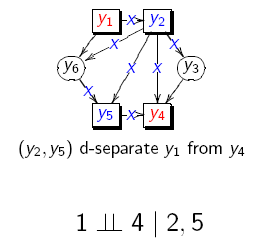 y₁ x y₂
x
y₆ x x x y₃
x
y₅ x y₄
(y₂, y₅) d-separate y₁ from y₄
1 ⫫ 4 | 2, 5